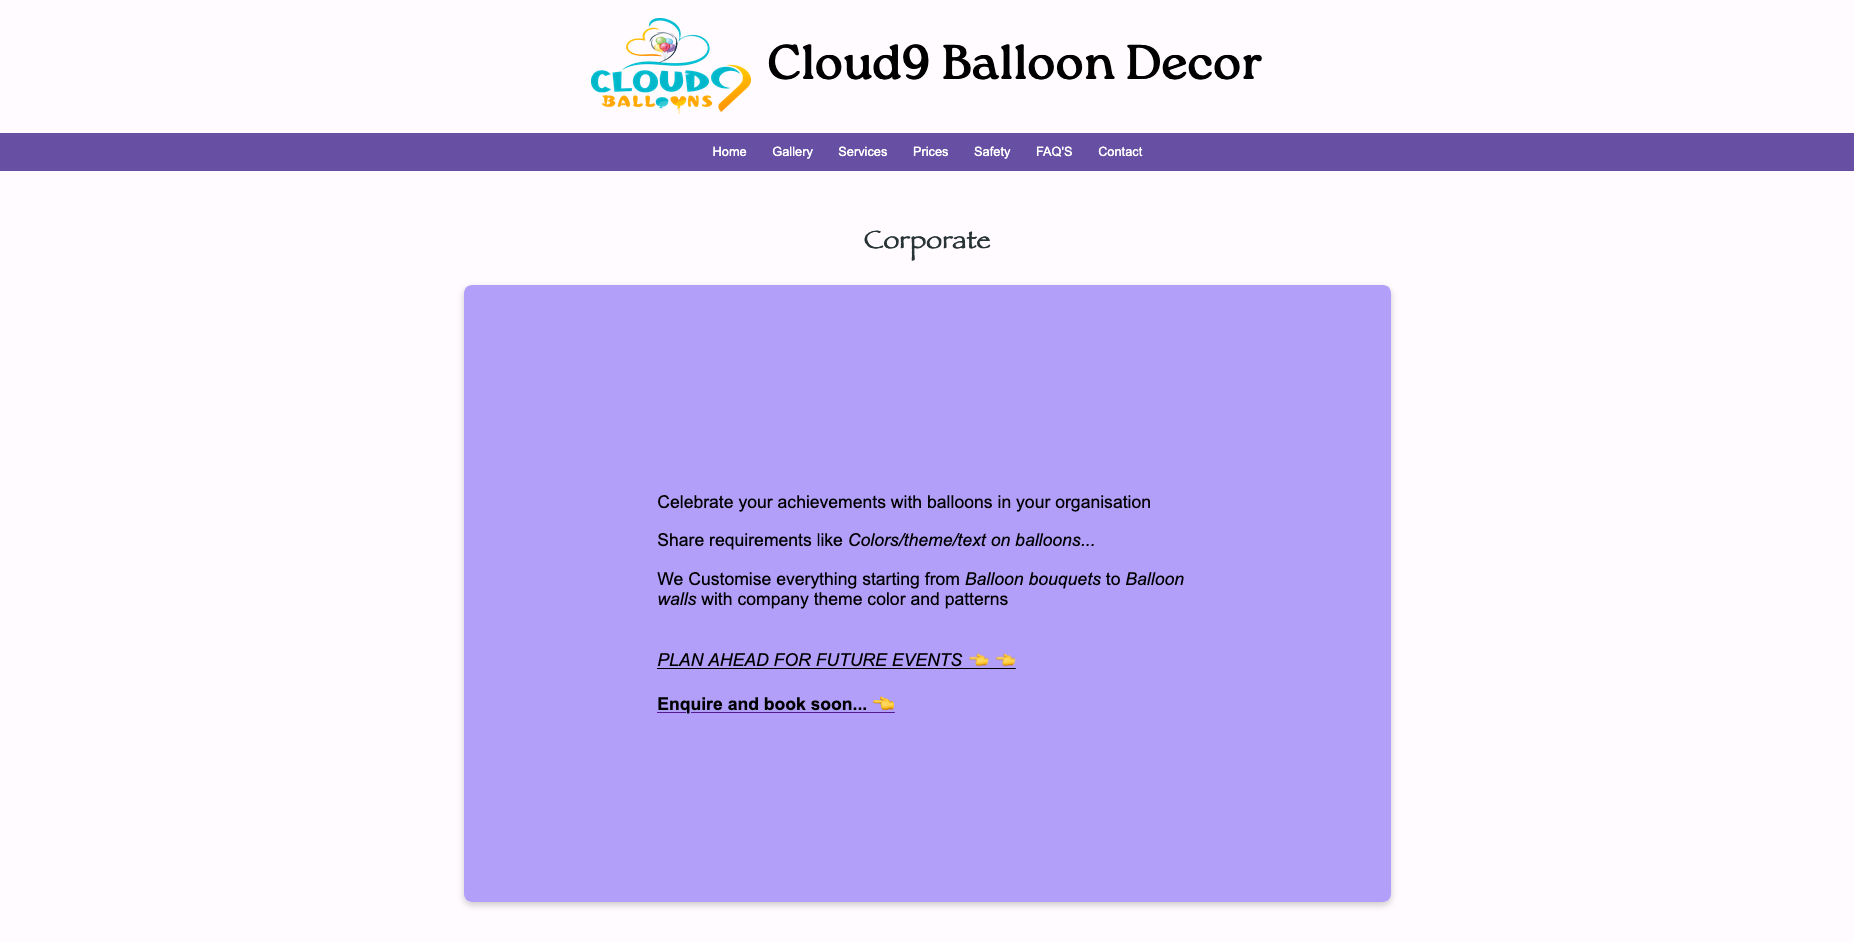 CLOUD9
BALLOONS
Cloud9 Balloon Decor
Home Gallery Services Prices Safety FAQ'S Contact
Corporate
Celebrate your achievements with balloons in your organisation
Share requirements like Colors/theme/text on balloons...
We Customise everything starting from Balloon bouquets to Balloon
walls with company theme color and patterns
PLAN AHEAD FOR FUTURE EVENTS 👈 👈
Enquire and book soon... 👈